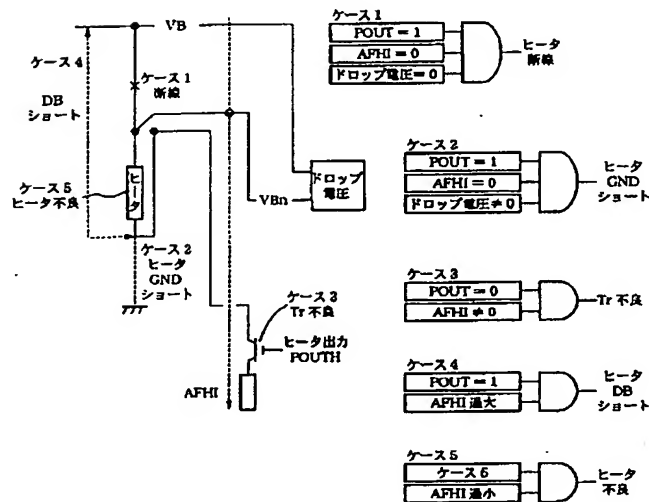 VB
ケース 4
DB
ショート
ケース 1
断線
ヒータ
ケース 5
ヒータ不良
ケース 2
ヒータ
GND
ショート
VBn
ドロップ
電圧
ケース 3
Tr 不良
ヒータ出力
POUTH
AFHI
ケース 1
POUT = 1
AFHI = 0
ドロップ電圧 = 0
ヒータ
断線
ケース 2
POUT = 1
AFHI = 0
ドロップ電圧 ≠ 0
ヒータ
GND
ショート
ケース 3
POUT = 0
AFHI ≠ 0
Tr 不良
ケース 4
POUT = 1
AFHI 過大
ヒータ
DB
ショート
ケース 5
ケース 6
AFHI 過小
ヒータ
不良